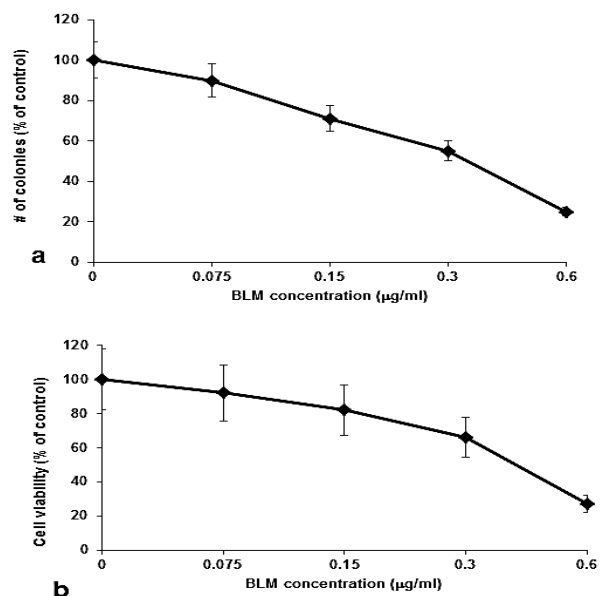 120
100
80
60
40
20
0
# of colonies (% of control)
a
0 0.075 0.15 0.3 0.6
BLM concentration (µg/ml)
120
100
80
60
40
20
0
Cell viability (% of control)
b
0 0.075 0.15 0.3 0.6
BLM concentration (µg/ml)